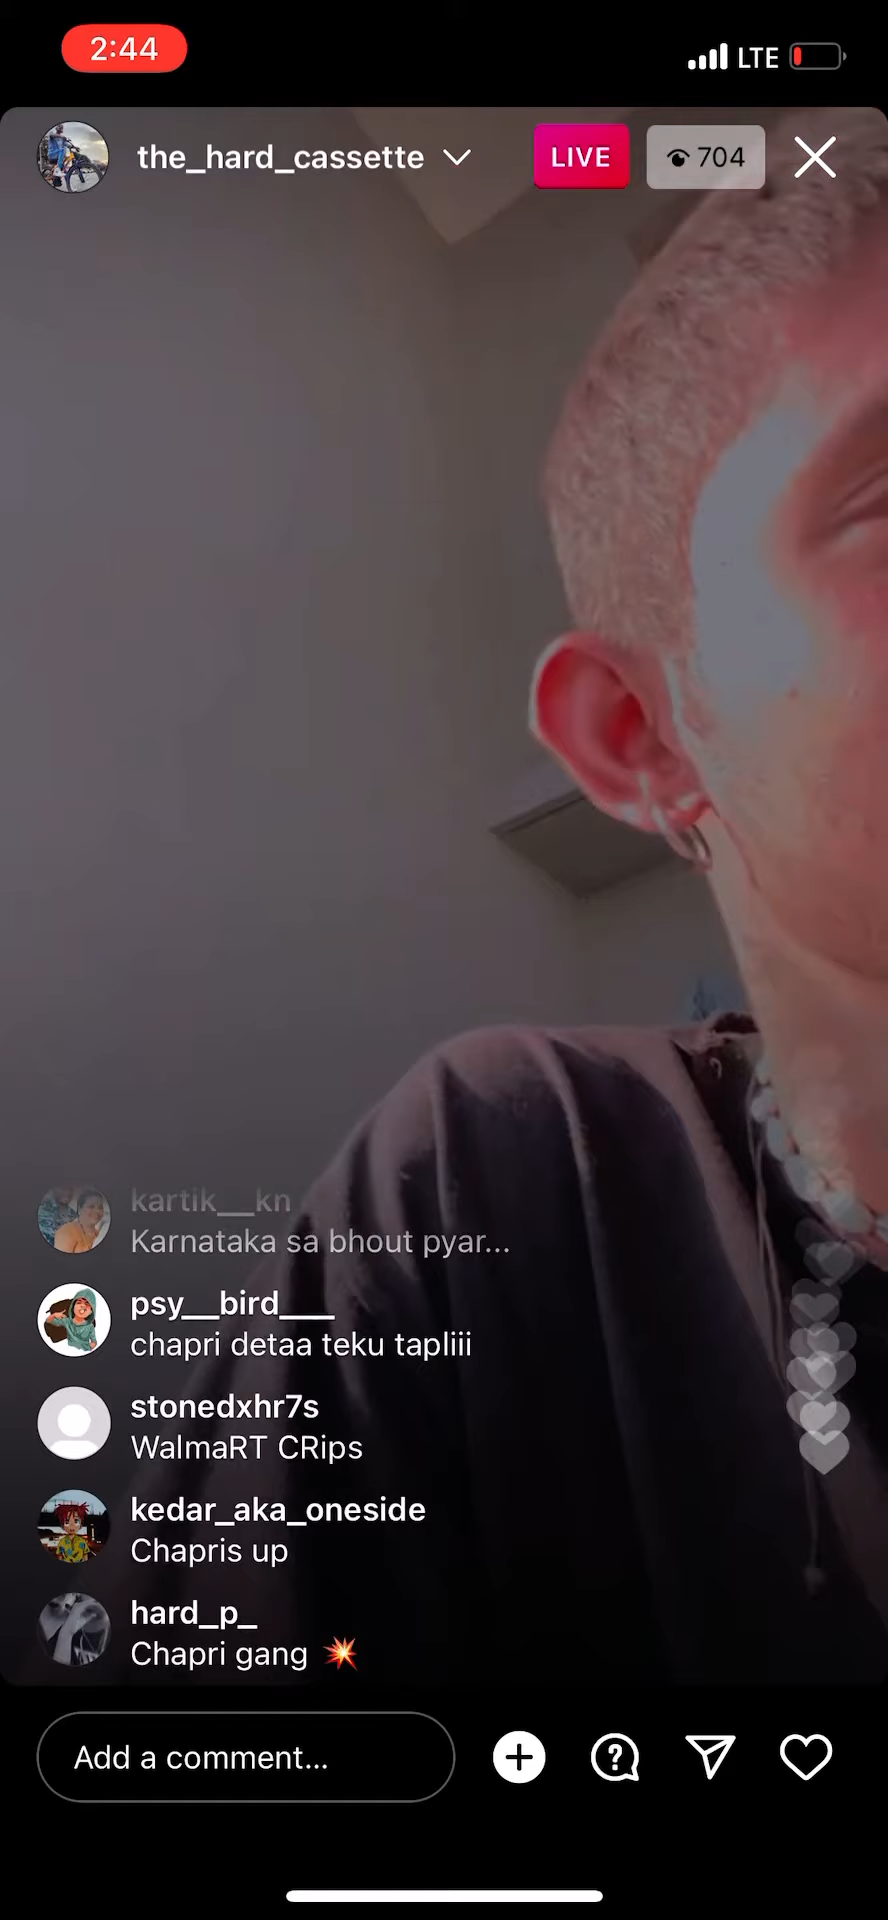 2:44
LTE
the_hard_cassette
LIVE
704
kartik__kn
Karnataka sa bhout pyar...
psy__bird___
chapri detaa teku tapliii
stonedxhr7s
WalmaRT CRips
kedar_aka_oneside
Chapris up
hard_p_
Chapri gang 💥
Add a comment...